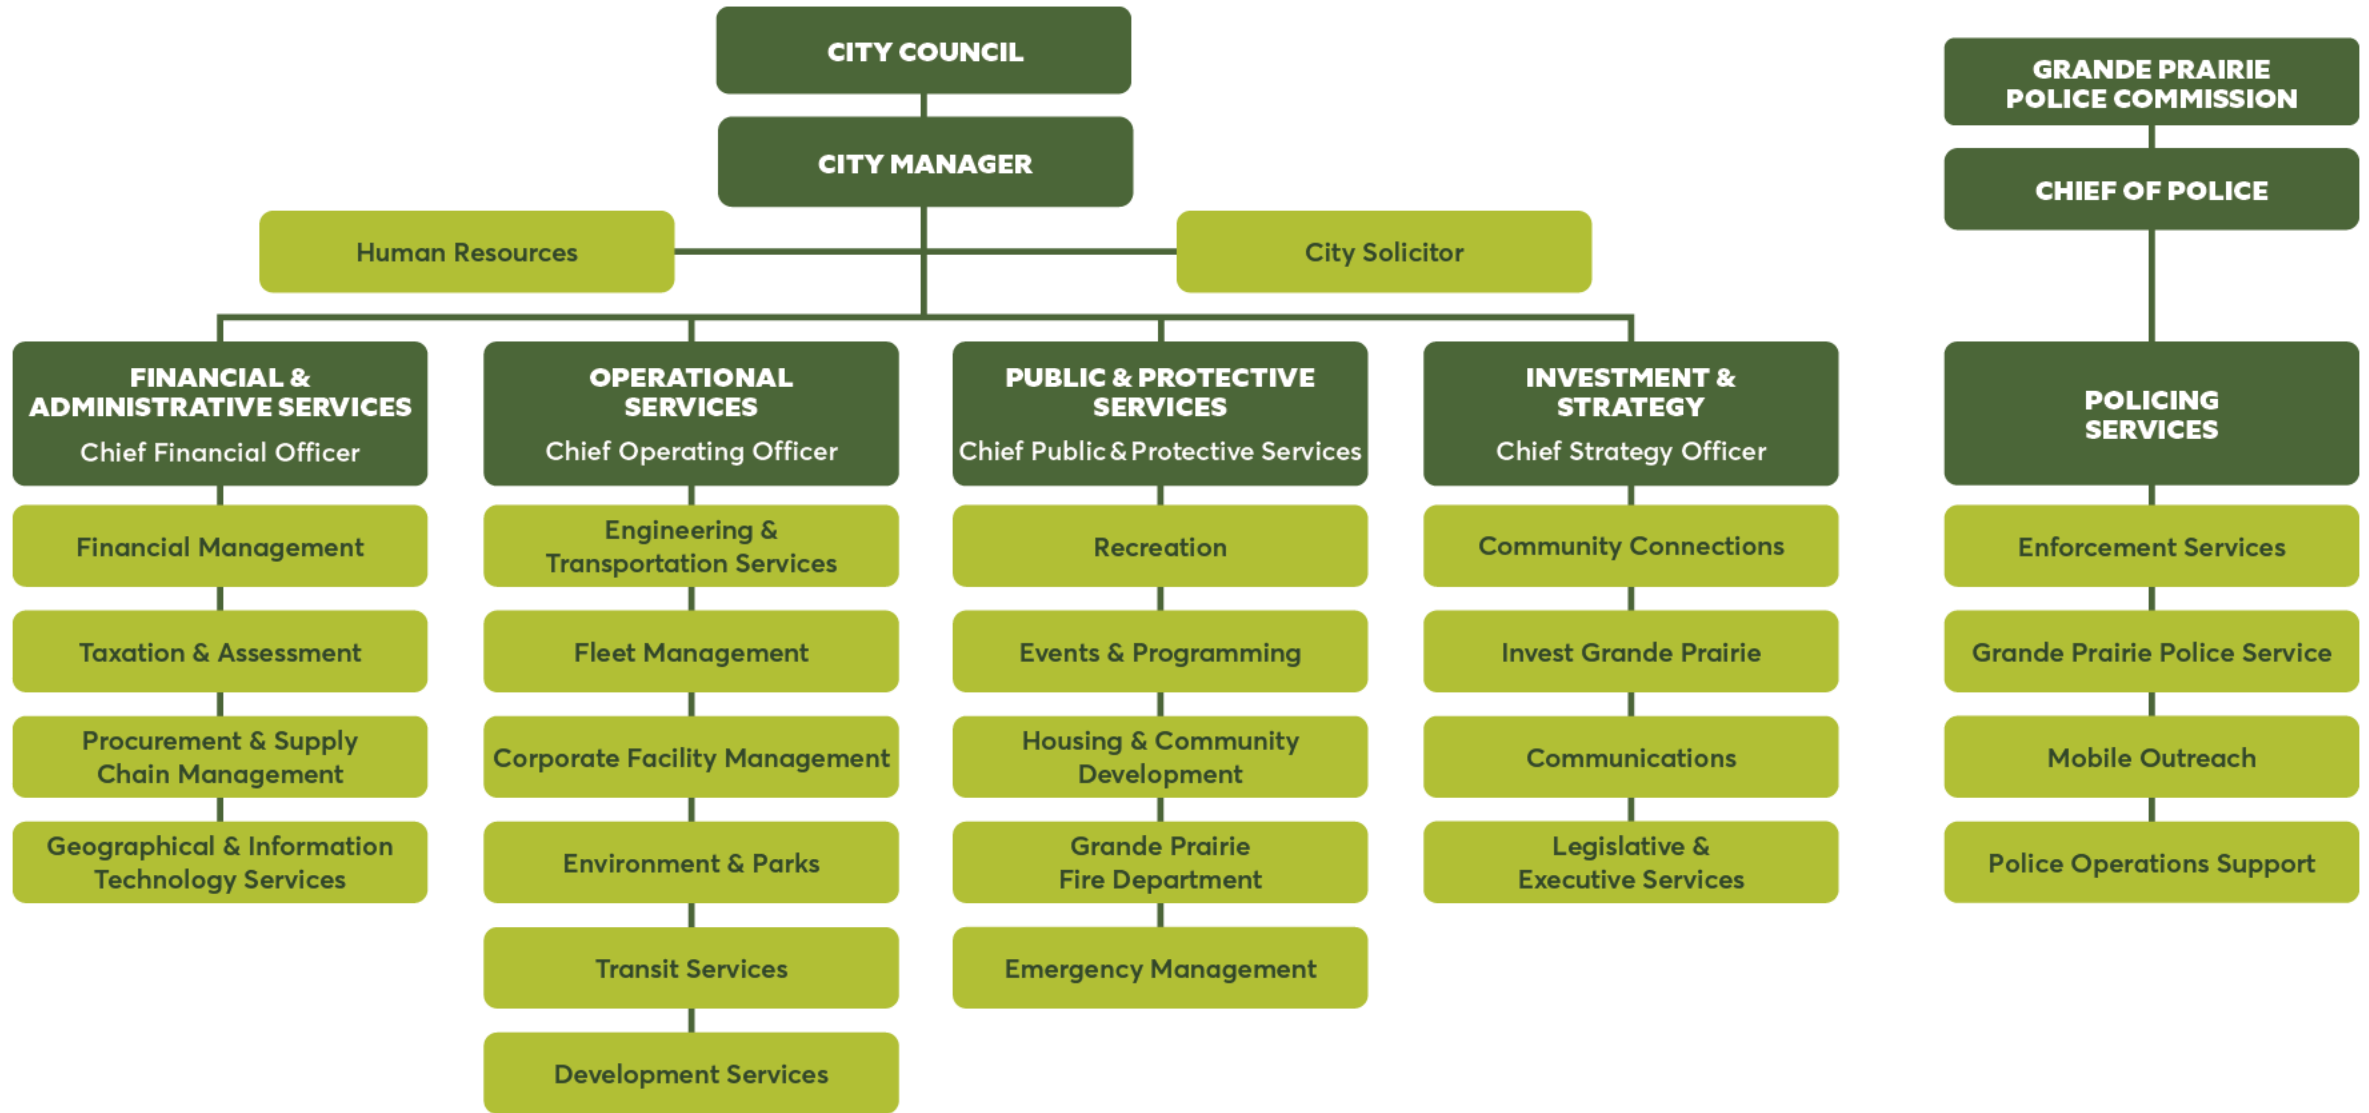 CITY COUNCIL
GRANDE PRAIRIE
POLICE COMMISSION
CITY MANAGER
CHIEF OF POLICE
Human Resources
City Solicitor
FINANCIAL &
ADMINISTRATIVE SERVICES
Chief Financial Officer
OPERATIONAL
SERVICES
Chief Operating Officer
PUBLIC & PROTECTIVE
SERVICES
Chief Public & Protective Services
INVESTMENT &
STRATEGY
Chief Strategy Officer
POLICING
SERVICES
Financial Management
Engineering &
Transportation Services
Recreation
Community Connections
Enforcement Services
Taxation & Assessment
Fleet Management
Events & Programming
Invest Grande Prairie
Grande Prairie Police Service
Procurement & Supply
Chain Management
Corporate Facility Management
Housing & Community
Development
Communications
Mobile Outreach
Geographical & Information
Technology Services
Environment & Parks
Grande Prairie
Fire Department
Legislative &
Executive Services
Police Operations Support
Transit Services
Emergency Management
Development Services